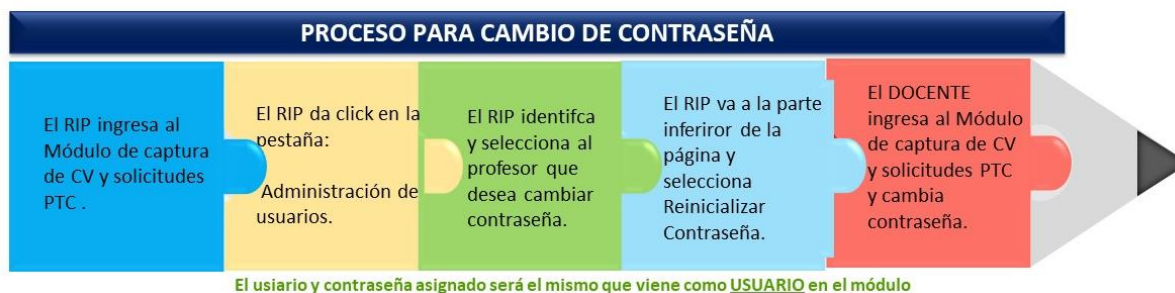 PROCESO PARA CAMBIO DE CONTRASEÑA
El RIP ingresa al
Módulo de captura
de CV y solicitudes
PTC .
El RIP da click en la
pestaña:
Administración de
usuarios.
El RIP identifca
y selecciona al
profesor que
desea cambiar
contraseña.
El RIP va a la parte
inferiror de la
página y
selecciona
Reinicializar
Contraseña.
El DOCENTE
ingresa al Módulo
de captura de CV
y solicitudes PTC
y cambia
contraseña.
El usiario y contraseña asignado será el mismo que viene como USUARIO en el módulo